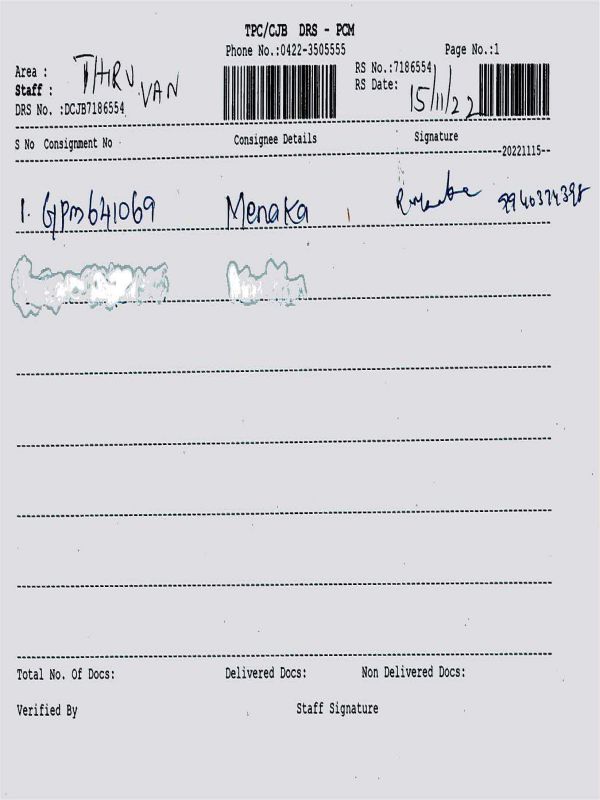 TPC/CJB DRS - PCM
Phone No.:0422-3505555 Page No.:1
Area : THIRU RS No.:7186554
Staff : VAN RS Date: 15/11/22
DRS No. :DCJB7186554
S No Consignment No Consignee Details Signature
20221115
1. GPM641069 Menaka 9940374398
Total No. Of Docs: Delivered Docs: Non Delivered Docs:
Verified By Staff Signature